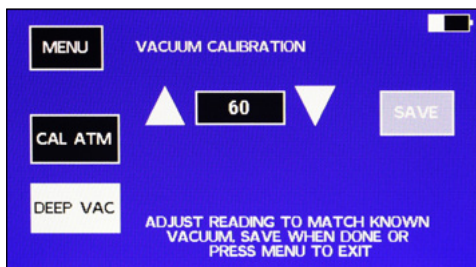 MENU
VACUUM CALIBRATION
60
SAVE
CAL ATM
DEEP VAC
ADJUST READING TO MATCH KNOWN
VACUUM, SAVE WHEN DONE OR
PRESS MENU TO EXIT